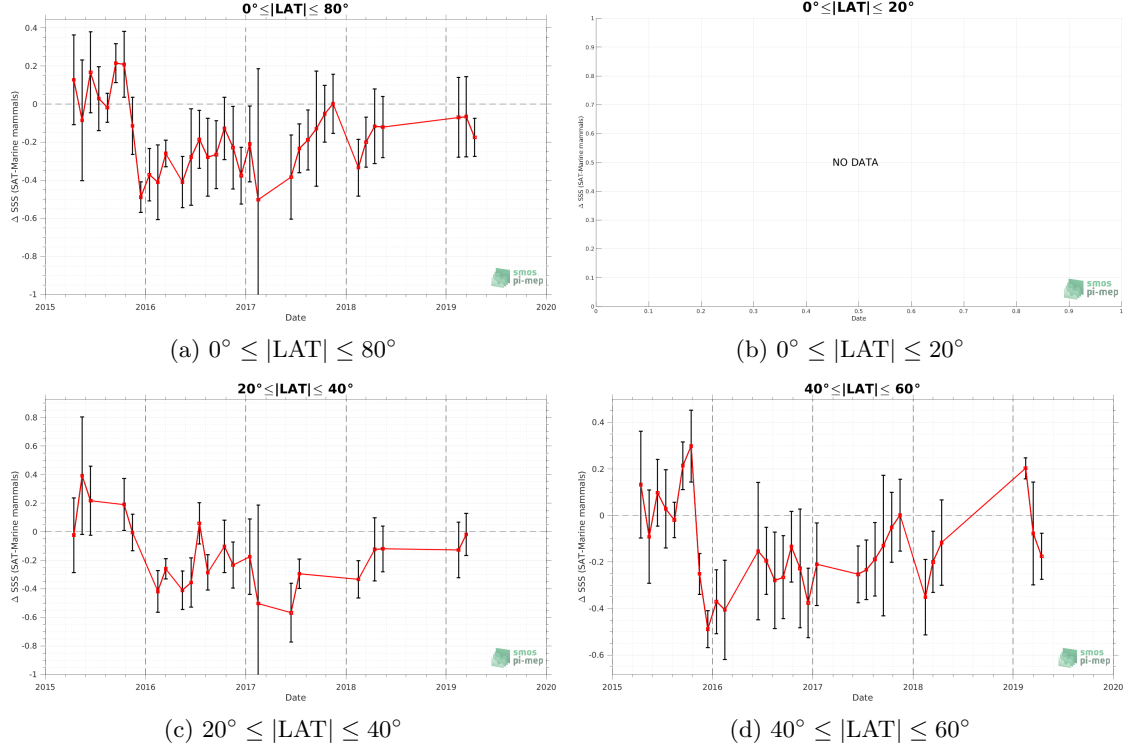 0°≤|LAT|≤ 80°
Δ SSS (SAT-Marine mammals)
0.4
0.2
0
-0.2
-0.4
-0.6
-0.8
-1
2015 2016 2017 2018 2019 2020
Date
smos
pi-mep
(a) 0° ≤ |LAT| ≤ 80°
0°≤|LAT|≤ 20°
Δ SSS (SAT-Marine mammals)
1
0.9
0.8
0.7
0.6
0.5
0.4
0.3
0.2
0.1
0
NO DATA
0 0.1 0.2 0.3 0.4 0.5 0.6 0.7 0.8 0.9 1
Date
smos
pi-mep
(b) 0° ≤ |LAT| ≤ 20°
20°≤|LAT|≤ 40°
Δ SSS (SAT-Marine mammals)
0.8
0.6
0.4
0.2
0
-0.2
-0.4
-0.6
-0.8
-1
2015 2016 2017 2018 2019 2020
Date
smos
pi-mep
(c) 20° ≤ |LAT| ≤ 40°
40°≤|LAT|≤ 60°
Δ SSS (SAT-Marine mammals)
0.4
0.2
0
-0.2
-0.4
-0.6
2015 2016 2017 2018 2019 2020
Date
smos
pi-mep
(d) 40° ≤ |LAT| ≤ 60°